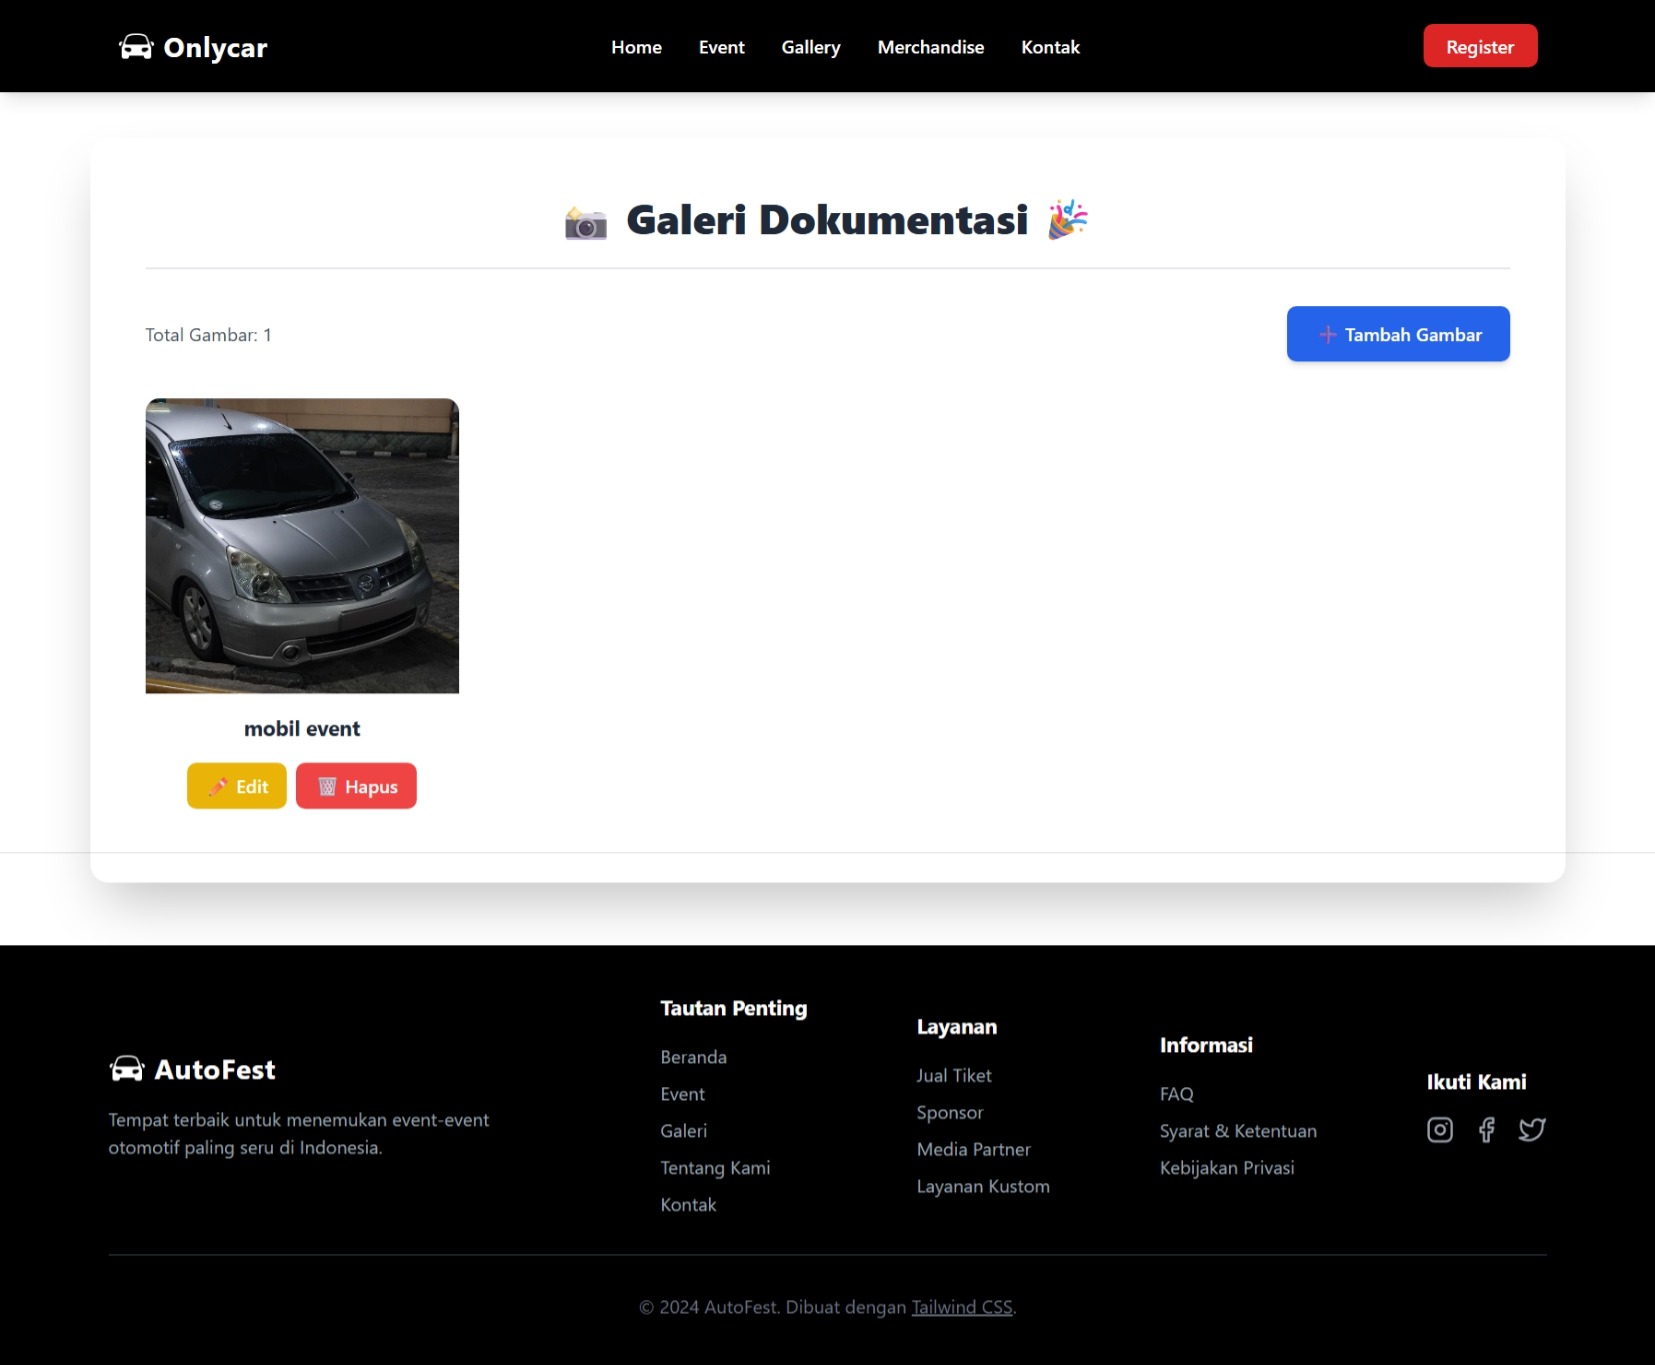 Onlycar
Home Event Gallery Merchandise Kontak
Register
Galeri Dokumentasi
Total Gambar: 1
Tambah Gambar
mobil event
Edit Hapus
AutoFest
Tempat terbaik untuk menemukan event-event
otomotif paling seru di Indonesia.
Tautan Penting
Beranda
Event
Galeri
Tentang Kami
Kontak
Layanan
Jual Tiket
Sponsor
Media Partner
Layanan Kustom
Informasi
FAQ
Syarat & Ketentuan
Kebijakan Privasi
Ikuti Kami
© 2024 AutoFest. Dibuat dengan Tailwind CSS.